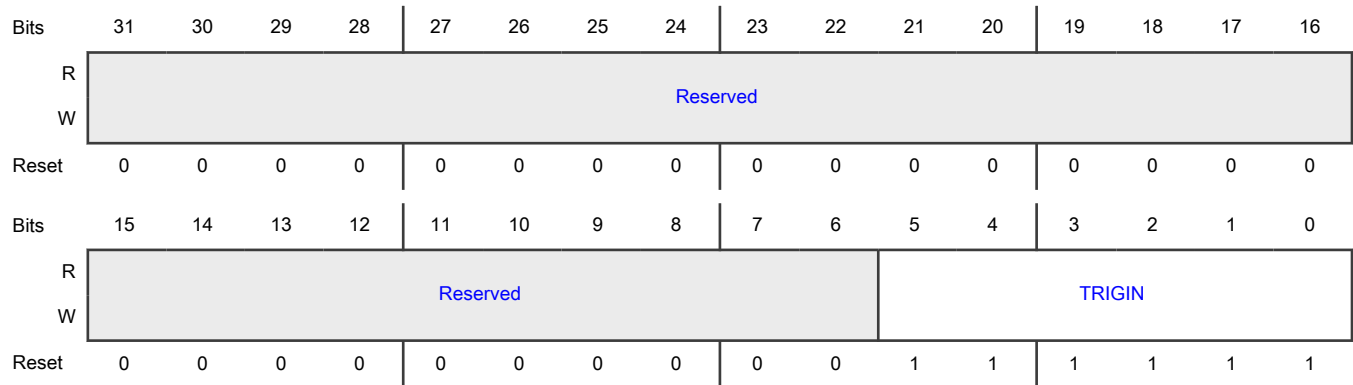 Bits 31 30 29 28 27 26 25 24 23 22 21 20 19 18 17 16
R
Reserved
W
Reset 0 0 0 0 0 0 0 0 0 0 0 0 0 0 0 0
Bits 15 14 13 12 11 10 9 8 7 6 5 4 3 2 1 0
R
Reserved TRIGIN
W
Reset 0 0 0 0 0 0 0 0 0 0 1 1 1 1 1 1